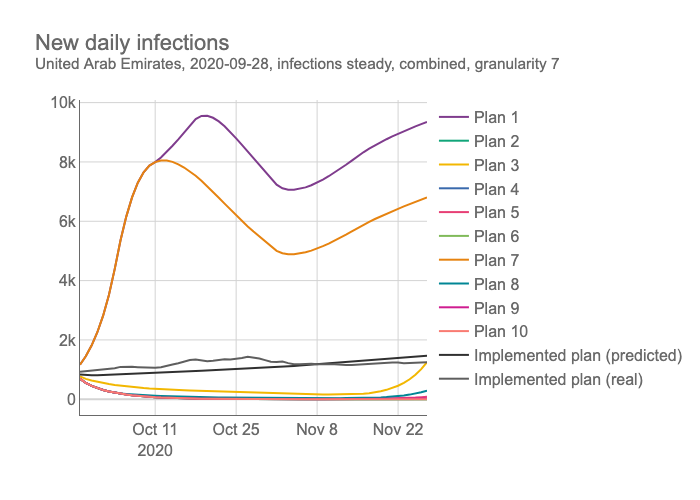 New daily infections
United Arab Emirates, 2020-09-28, infections steady, combined, granularity 7
10k
8k
6k
4k
2k
0
Oct 11
2020
Oct 25
Nov 8
Nov 22
Plan 1
Plan 2
Plan 3
Plan 4
Plan 5
Plan 6
Plan 7
Plan 8
Plan 9
Plan 10
Implemented plan (predicted)
Implemented plan (real)